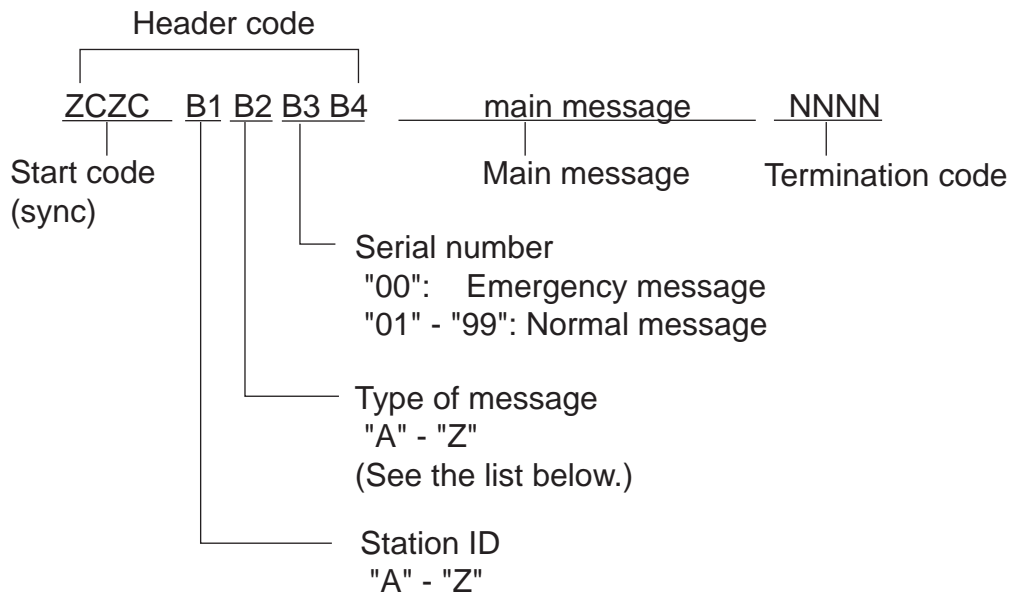 Header code
ZCZC B1 B2 B3 B4 main message NNNN
Start code
(sync)
Main message
Termination code
Serial number
"00": Emergency message
"01" - "99": Normal message
Type of message
"A" - "Z"
(See the list below.)
Station ID
"A" - "Z"